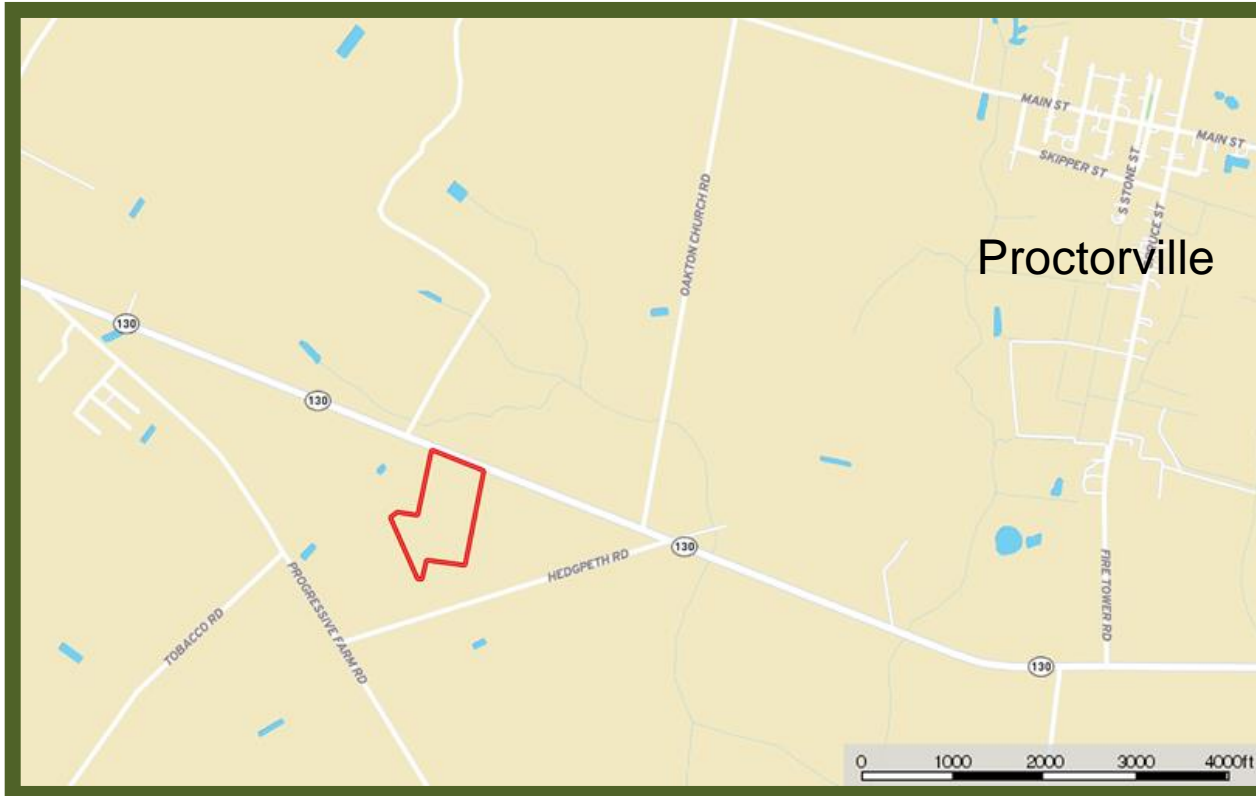 MAIN ST
MAIN ST
SKIPPER ST
S STONE ST
OAKTON CHURCH RD
Proctorville
130
130
130
HEDGPETH RD
PROGRESSIVE FARM RD
TOBACCO RD
FIRE TOWER RD
130
0 1000 2000 3000 4000ft